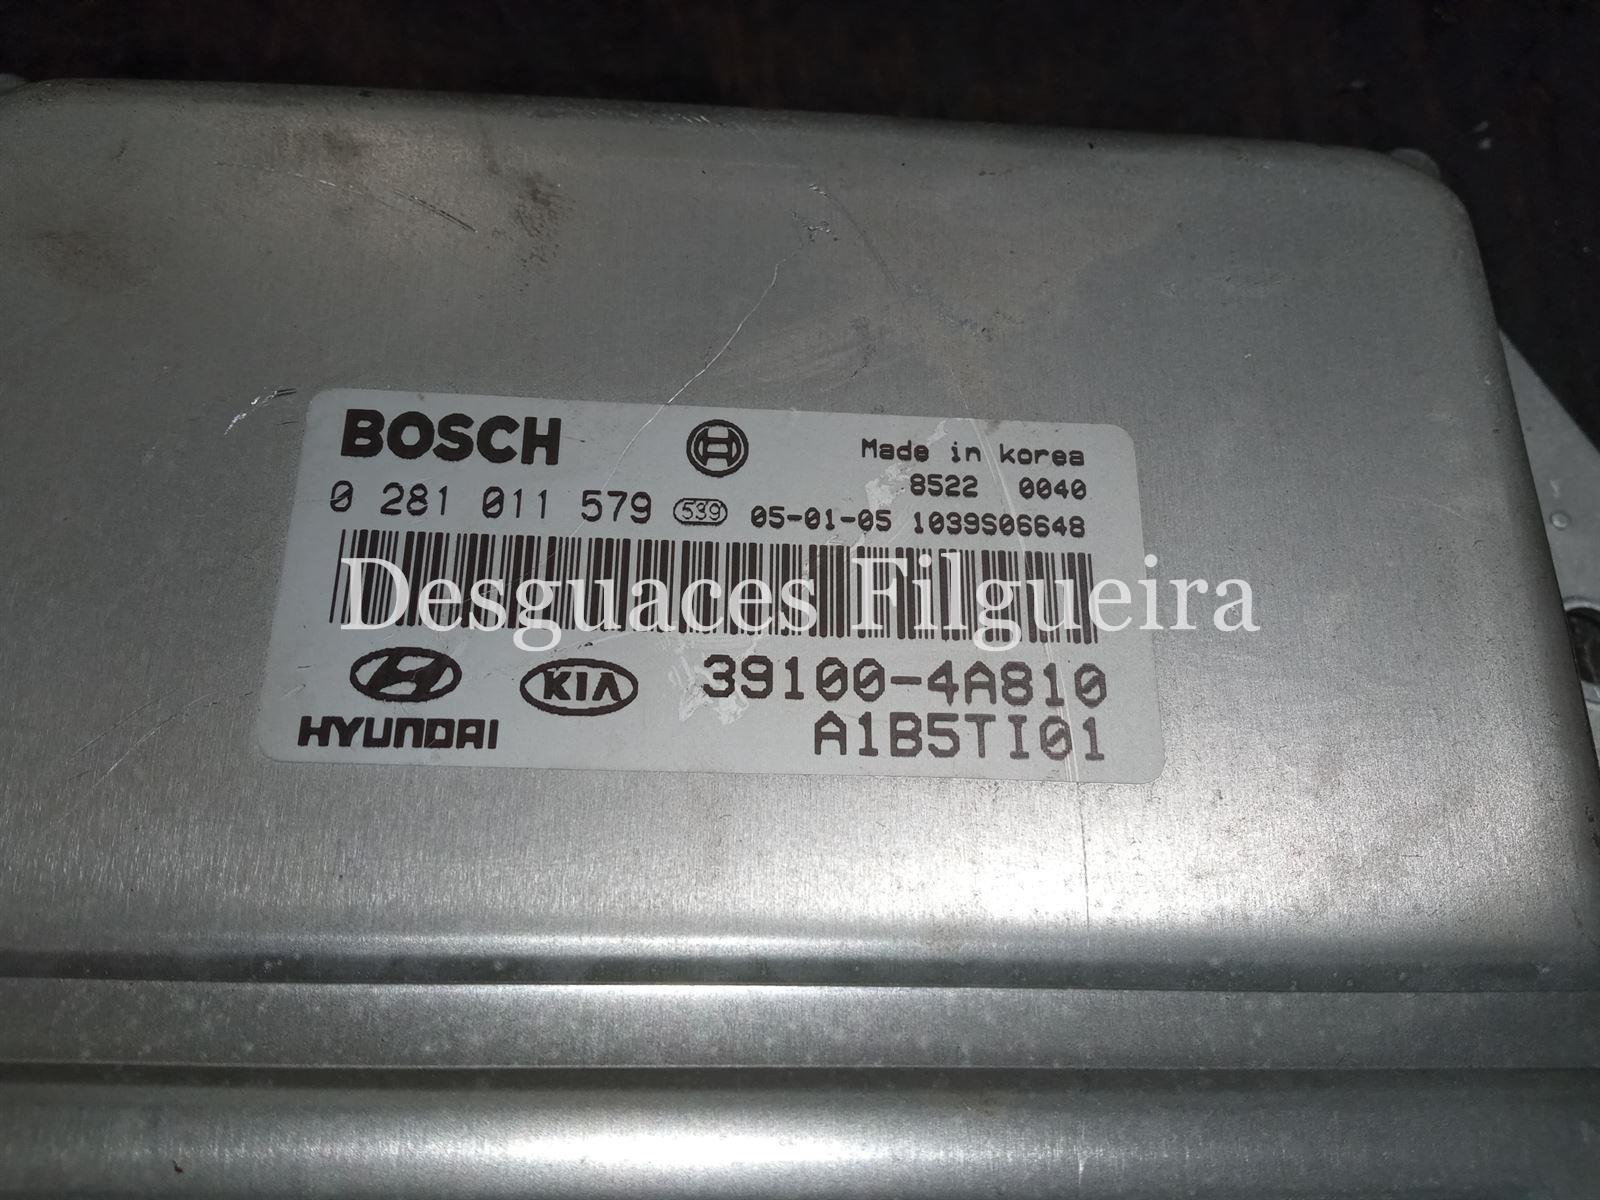 BOSCH
Made in korea
8522 0040
0 281 011 579 539 05-01-05 1039S06648
Desguaces Filgueira
HYUNDAI KIA 39100-4A810
A1B5TI01